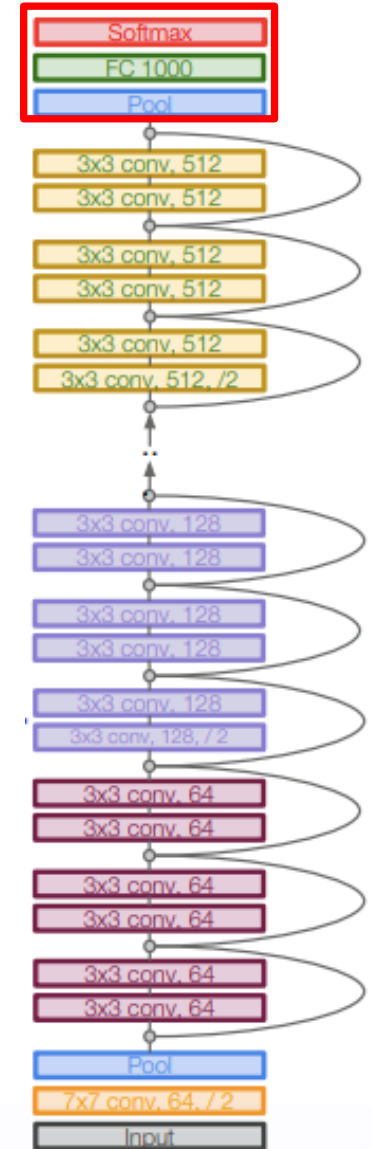 Softmax
FC 1000
Pool
3x3 conv, 512
3x3 conv, 512
3x3 conv, 512
3x3 conv, 512
3x3 conv, 512
3x3 conv, 512, /2
..
3x3 conv, 128
3x3 conv, 128
3x3 conv, 128
3x3 conv, 128
3x3 conv, 128
3x3 conv, 128, / 2
3x3 conv, 64
3x3 conv, 64
3x3 conv, 64
3x3 conv, 64
3x3 conv, 64
3x3 conv, 64
Pool
7x7 conv, 64, / 2
Input